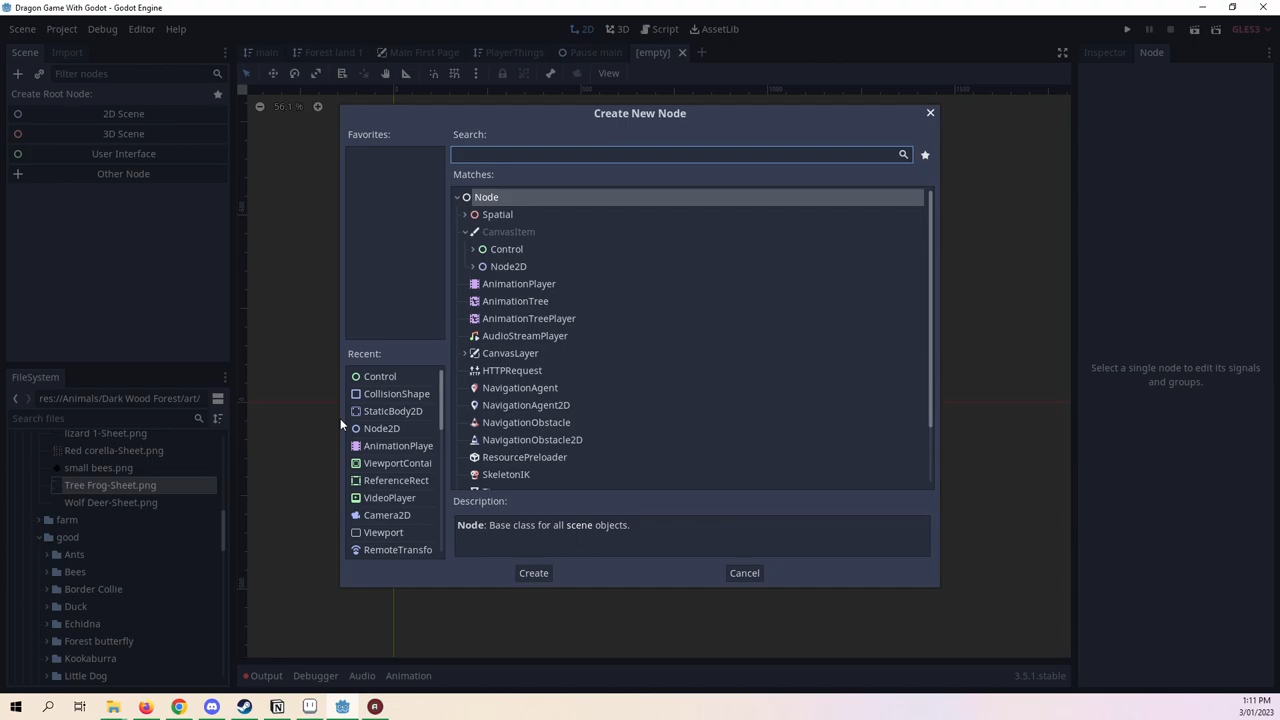 Dragon Game With Godot - Godot Engine
Scene Project Debug Editor Help
2D 3D Script AssetLib
GLES3
Scene Import
main Forest land 1 Main First Page PlayerThings Pause main [empty]
Inspector Node
Filter nodes
View
Create Root Node:
56.1 %
0 500 1000 1500
2D Scene
3D Scene
User Interface
Other Node
Create New Node
Favorites:
Search:
Matches:
Node
Spatial
CanvasItem
Control
Node2D
AnimationPlayer
AnimationTree
AnimationTreePlayer
AudioStreamPlayer
CanvasLayer
HTTPRequest
NavigationAgent
NavigationAgent2D
NavigationObstacle
NavigationObstacle2D
ResourcePreloader
SkeletonIK
Recent:
Control
CollisionShape
StaticBody2D
Node2D
AnimationPlaye
ViewportContai
ReferenceRect
VideoPlayer
Camera2D
Viewport
RemoteTransfo
Description:
Node: Base class for all scene objects.
Create Cancel
Select a single node to edit its signals
and groups.
FileSystem
res://Animals/Dark Wood Forest/art/
Search files
lizard 1-Sheet.png
Red corella-Sheet.png
small bees.png
Tree Frog-Sheet.png
Wolf Deer-Sheet.png
farm
good
Ants
Bees
Border Collie
Duck
Echidna
Forest butterfly
Kookaburra
Little Dog
Output Debugger Audio Animation
3.5.1.stable
1:11 PM
3/01/2023